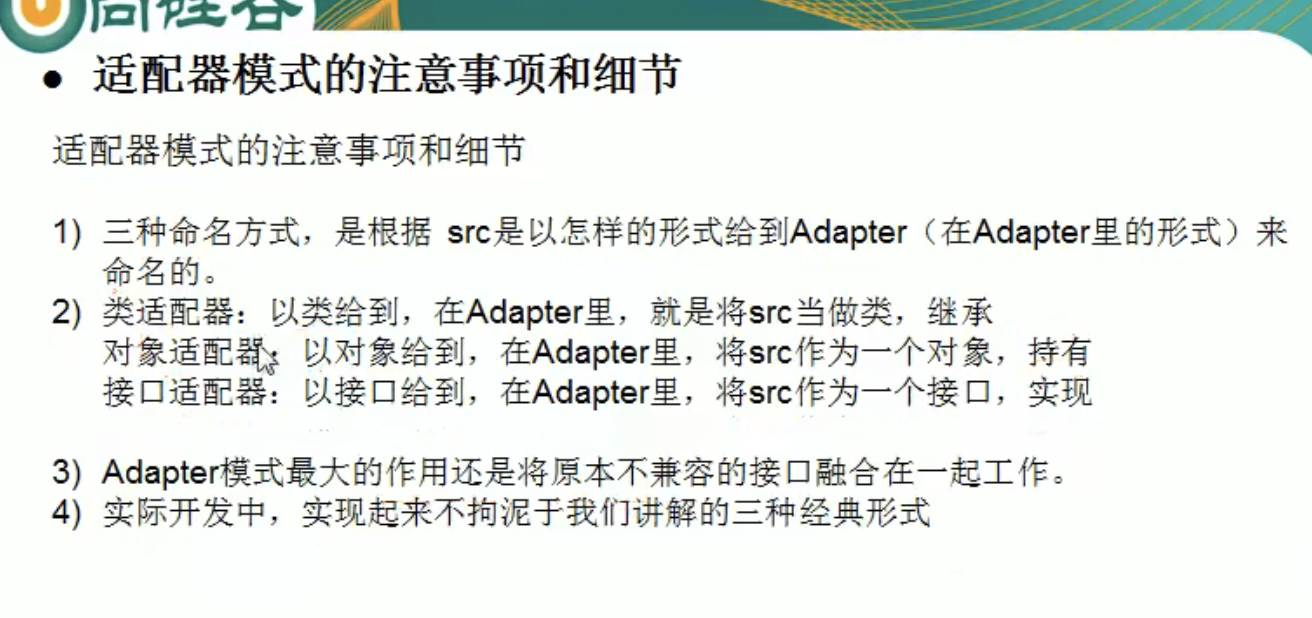 尚硅谷
● 适配器模式的注意事项和细节
适配器模式的注意事项和细节
1) 三种命名方式，是根据 src是以怎样的形式给到Adapter（在Adapter里的形式）来
命名的。
2) 类适配器：以类给到，在Adapter里，就是将src当做类，继承
对象适配器：以对象给到，在Adapter里，将src作为一个对象，持有
接口适配器：以接口给到，在Adapter里，将src作为一个接口，实现
3) Adapter模式最大的作用还是将原本不兼容的接口融合在一起工作。
4) 实际开发中，实现起来不拘泥于我们讲解的三种经典形式